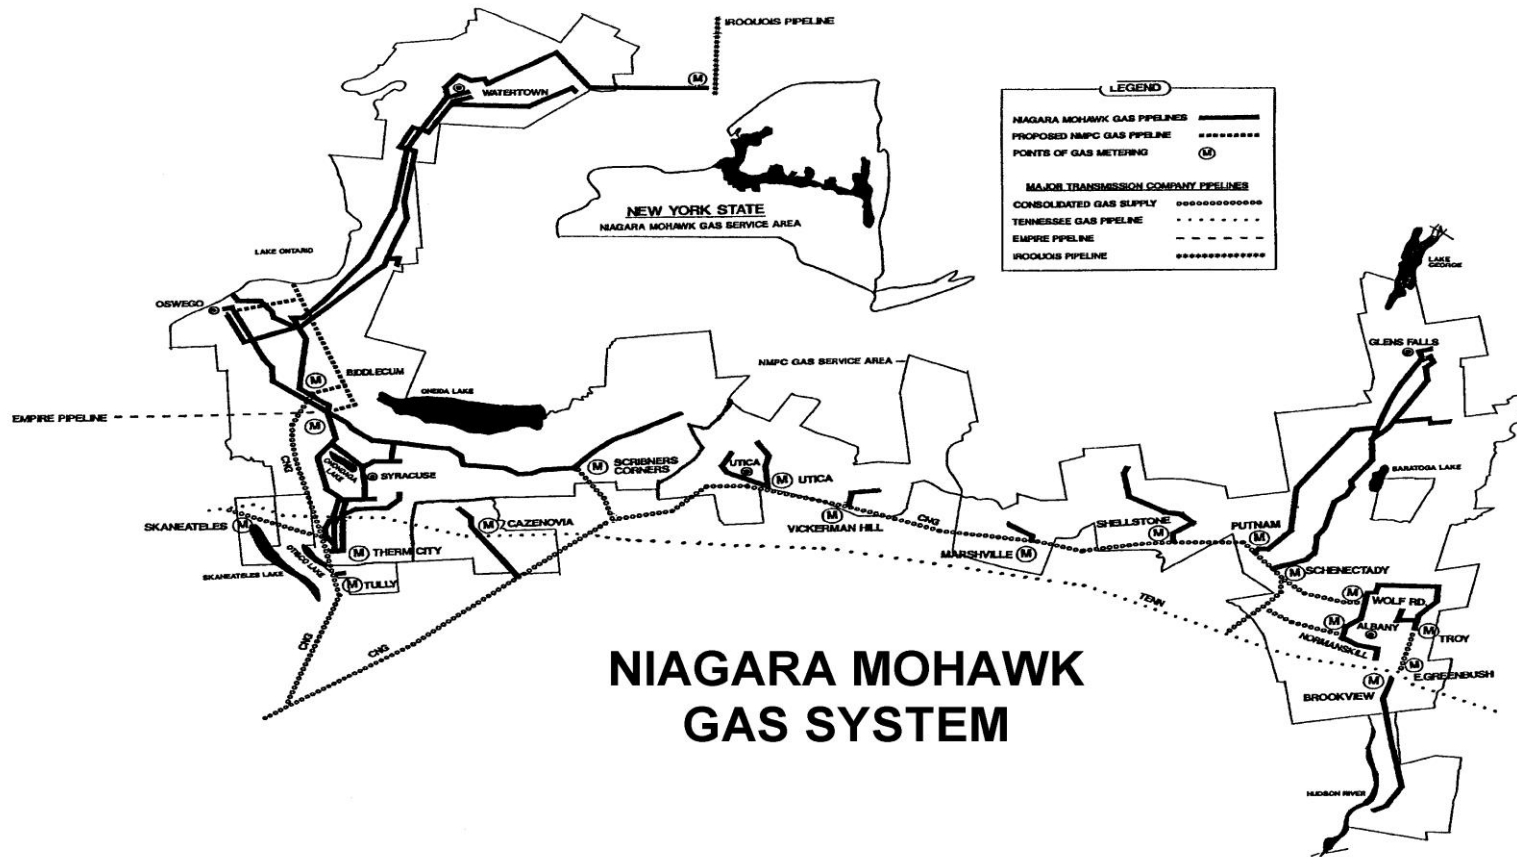 IROQUOIS PIPELINE
M
WATERTOWN
LEGEND
NIAGARA MOHAWK GAS PIPELINES
PROPOSED NMPC GAS PIPELINE
POINTS OF GAS METERING M
MAJOR TRANSMISSION COMPANY PIPELINES
CONSOLIDATED GAS SUPPLY
TENNESSEE GAS PIPELINE
EMPIRE PIPELINE
IROQUOIS PIPELINE
NEW YORK STATE
NIAGARA MOHAWK GAS SERVICE AREA
LAKE ONTARIO
LAKE
GEORGE
OSWEGO
GLENS FALLS
NMPC GAS SERVICE AREA
M
BIDDLECUM
ONEIDA LAKE
EMPIRE PIPELINE
M
CNG
ONONDAGA
LAKE
SYRACUSE
M
SCRIBNERS
CORNERS
UTICA
M
UTICA
SARATOGA LAKE
SKANEATELES M
M
CAZENOVIA
M
VICKERMAN HILL
CNG
SHELLSTONE
M
PUTNAM
M
OTISCO LAKE
M
THERM CITY
MARSHVILLE M
SKANEATELES LAKE
M
TULLY
M
SCHENECTADY
M
WOLF RD.
TENN
M
ALBANY
NORMANSKILL
M
TROY
CNG
CNG
M
E.GREENBUSH
BROOKVIEW
M
NIAGARA MOHAWK
GAS SYSTEM
HUDSON RIVER